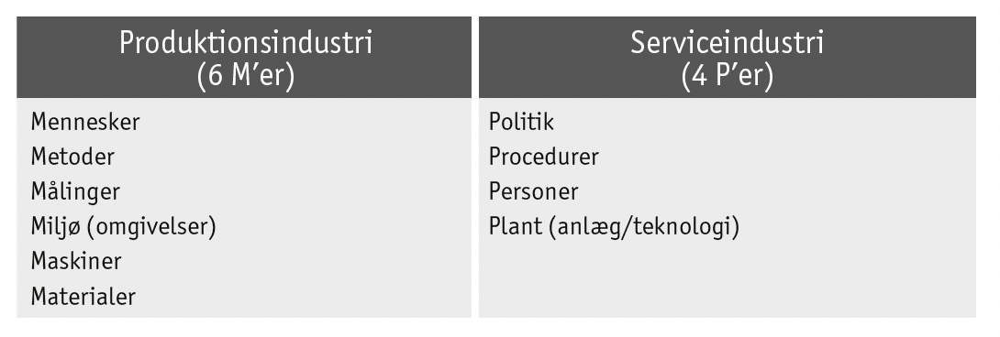 Produktionsindustri
(6 M’er)
Mennesker
Metoder
Målinger
Miljø (omgivelser)
Maskiner
Materialer
Serviceindustri
(4 P’er)
Politik
Procedurer
Personer
Plant (anlæg/teknologi)